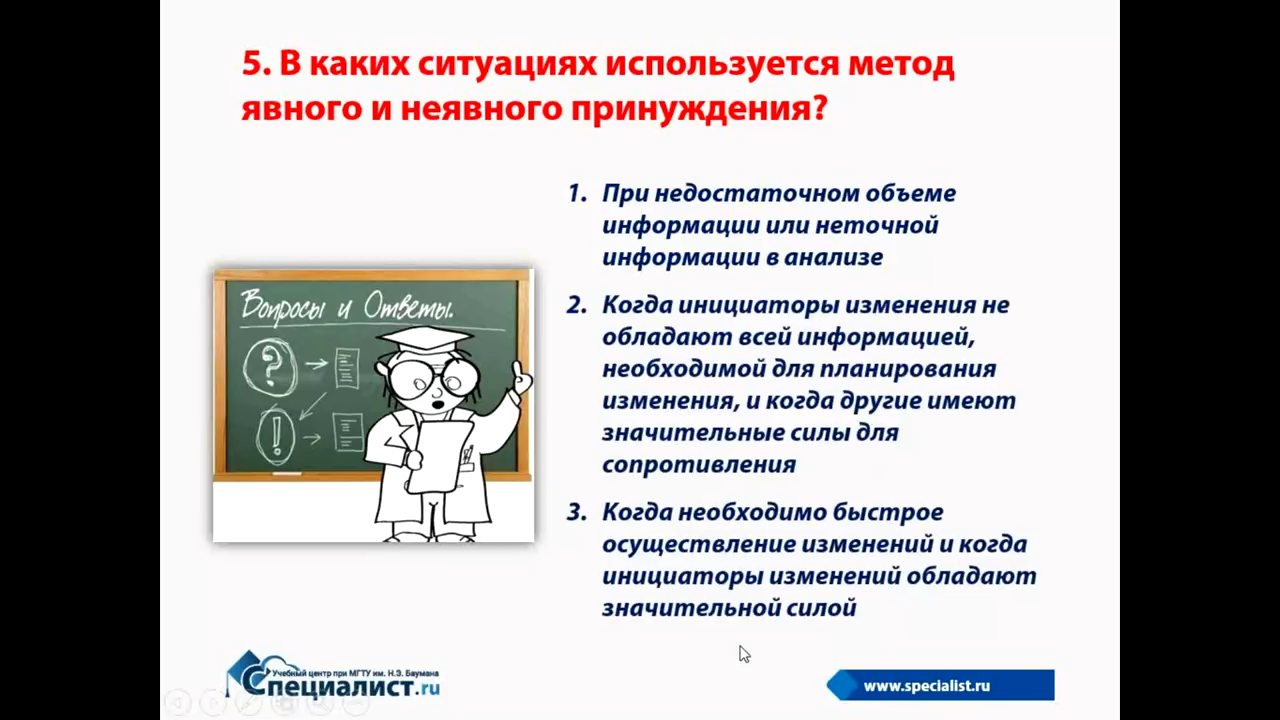 5. В каких ситуациях используется метод
явного и неявного принуждения?
1. При недостаточном объеме
информации или неточной
информации в анализе
2. Когда инициаторы изменения не
обладают всей информацией,
необходимой для планирования
изменения, и когда другие имеют
значительные силы для
сопротивления
3. Когда необходимо быстрое
осуществление изменений и когда
инициаторы изменений обладают
значительной силой
Вопросы и Ответы.
?
!
Учебный центр при МГТУ им. Н.Э. Баумана
Специалист.ru
www.specialist.ru